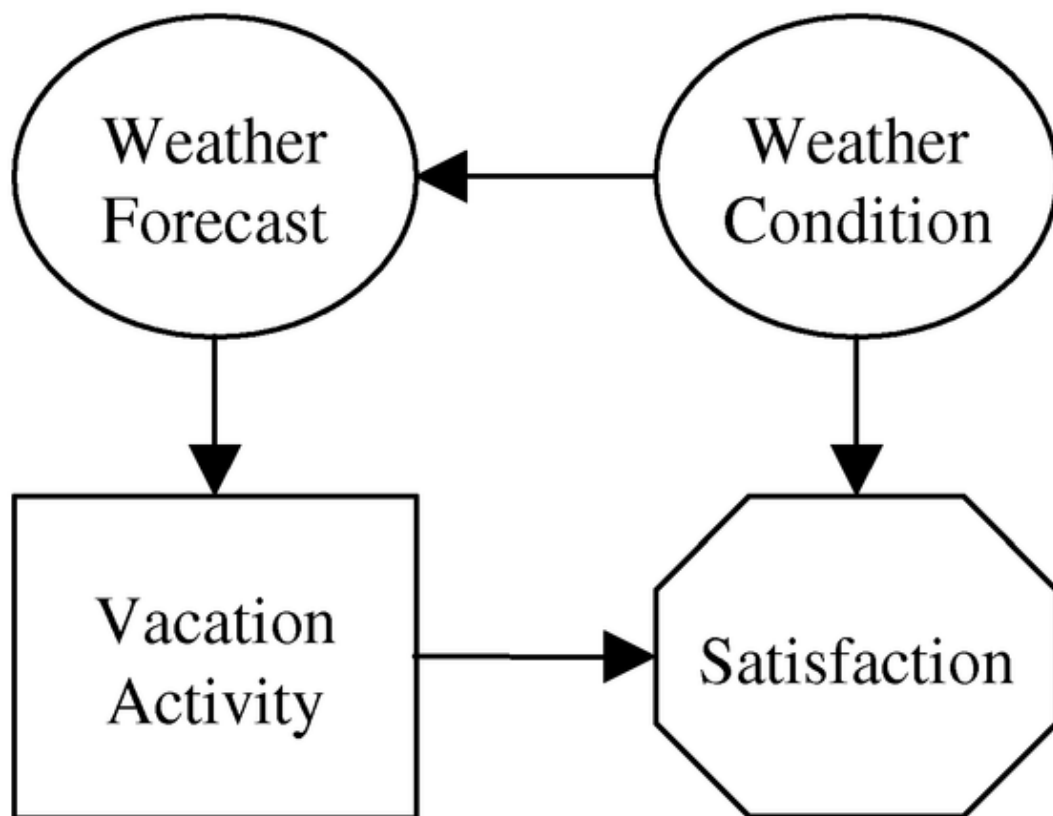 Weather
Forecast
Weather
Condition
Vacation
Activity
Satisfaction